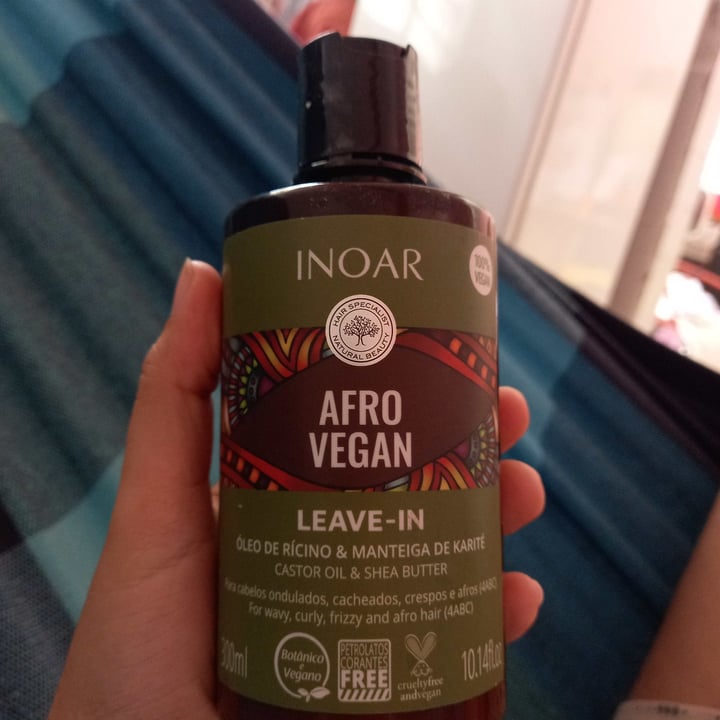 INOAR
100%
VEGAN
HAIR SPECIALIST
NATURAL BEAUTY
AFRO
VEGAN
LEAVE-IN
ÓLEO DE RÍCINO & MANTEIGA DE KARITÉ
CASTOR OIL & SHEA BUTTER
Para cabelos ondulados, cacheados, crespos e afros (4ABC)
For wavy, curly, frizzy and afro hair (4ABC)
300ml
Botânico
e
Vegano
PETROLATOS
CORANTES
FREE
crueltyfree
andvegan
10.14fl.oz